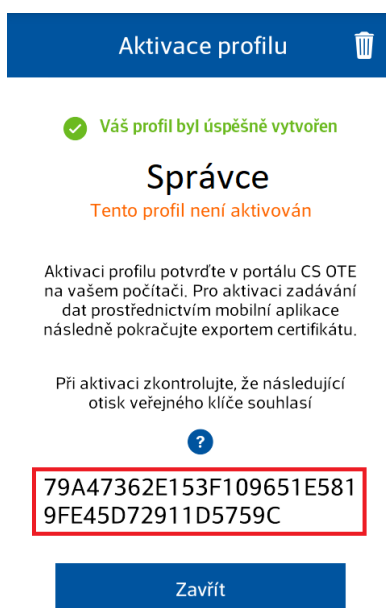 Aktivace profilu
Váš profil byl úspěšně vytvořen
Správce
Tento profil není aktivován
Aktivaci profilu potvrďte v portálu CS OTE
na vašem počítači. Pro aktivaci zadávání
dat prostřednictvím mobilní aplikace
následně pokračujte exportem certifikátu.
Při aktivaci zkontrolujte, že následující
otisk veřejného klíče souhlasí
?
79A47362E153F109651E581
9FE45D72911D5759C
Zavřít